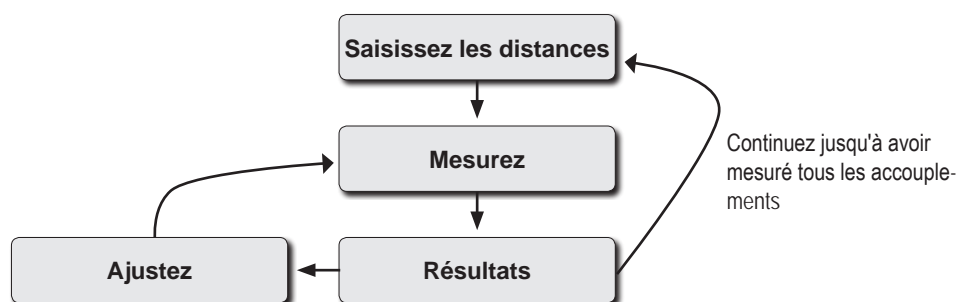 Saisissez les distances
Mesurez
Continuez jusqu'à avoir
mesuré tous les accouple-
ments
Ajustez
Résultats